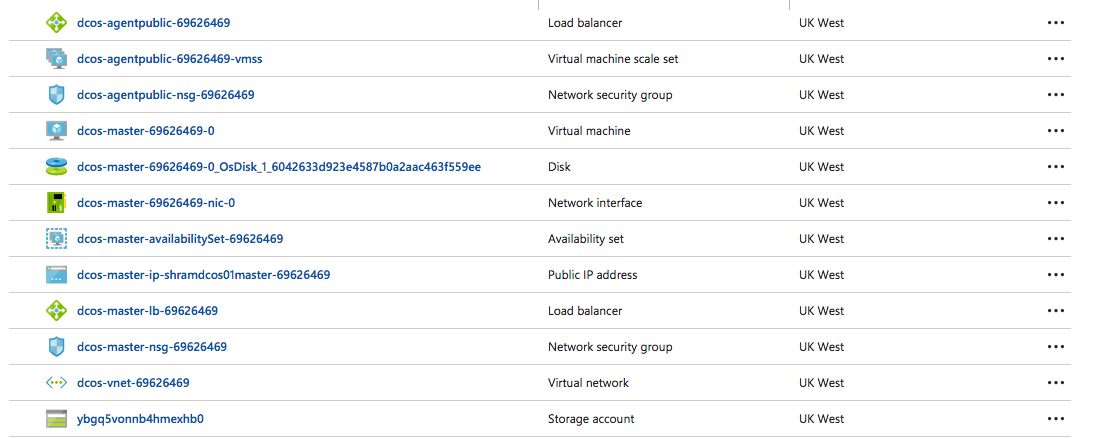 dcos-agentpublic-69626469 Load balancer UK West
dcos-agentpublic-69626469-vmss Virtual machine scale set UK West
dcos-agentpublic-nsg-69626469 Network security group UK West
dcos-master-69626469-0 Virtual machine UK West
dcos-master-69626469-0_OsDisk_1_6042633d923e4587b0a2aac463f559ee Disk UK West
dcos-master-69626469-nic-0 Network interface UK West
dcos-master-availabilitySet-69626469 Availability set UK West
dcos-master-ip-shramdcos01master-69626469 Public IP address UK West
dcos-master-lb-69626469 Load balancer UK West
dcos-master-nsg-69626469 Network security group UK West
dcos-vnet-69626469 Virtual network UK West
ybgq5vonnb4hmexhb0 Storage account UK West